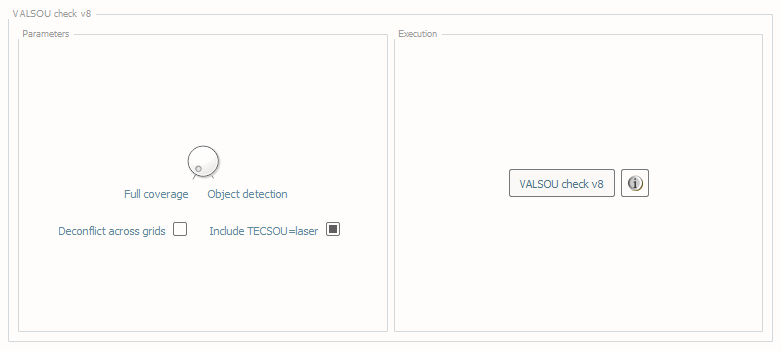 VALSOU check v8
Parameters
Execution
Full coverage Object detection
VALSOU check v8
Deconflict across grids Include TECSOU=laser